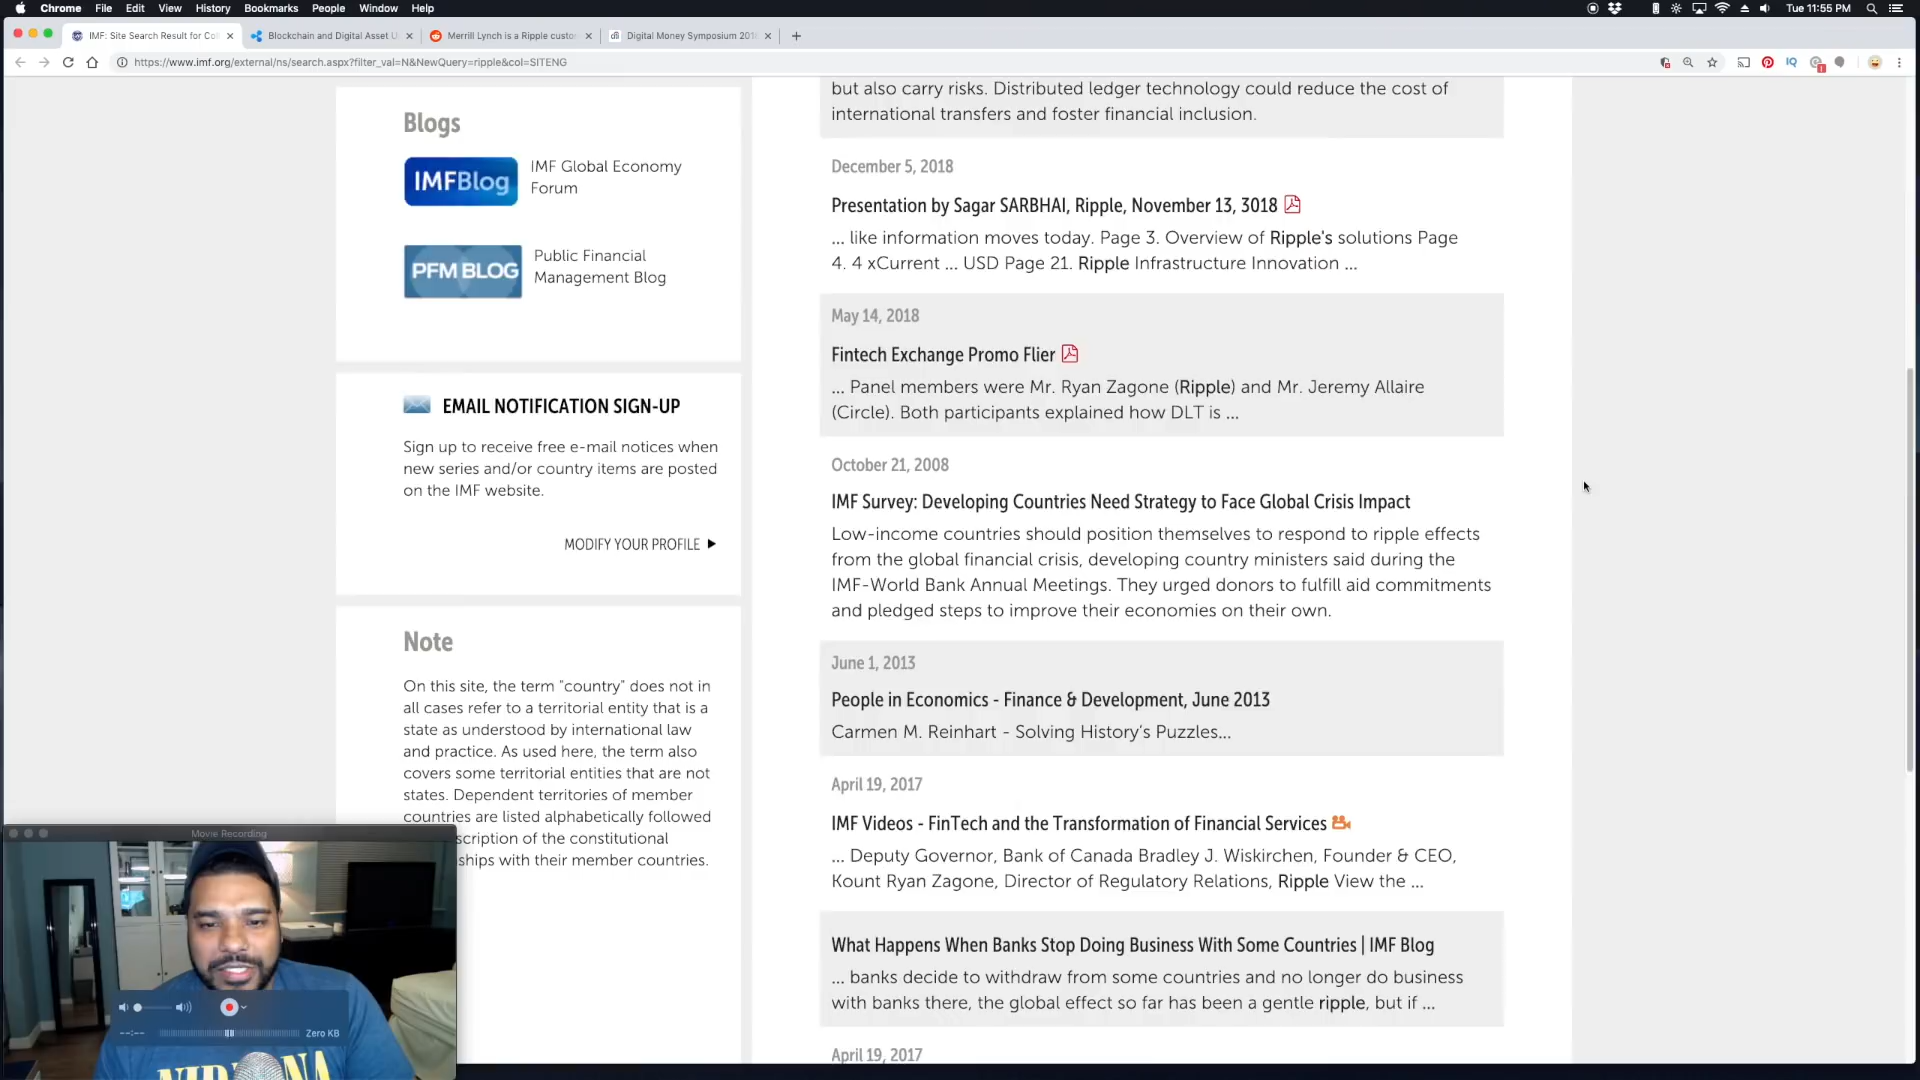 Chrome File Edit View History Bookmarks People Window Help Tue 11:55 PM
IMF: Site Search Result for Co Blockchain and Digital Asset U Merrill Lynch is a Ripple custo Digital Money Symposium 201
https://www.imf.org/external/ns/search.aspx?filter_val=N&NewQuery=ripple&col=SITENG
Blogs
IMFBlog
IMF Global Economy
Forum
PFM BLOG
Public Financial
Management Blog
EMAIL NOTIFICATION SIGN-UP
Sign up to receive free e-mail notices when
new series and/or country items are posted
on the IMF website.
MODIFY YOUR PROFILE
Note
On this site, the term "country" does not in
all cases refer to a territorial entity that is a
state as understood by international law
and practice. As used here, the term also
covers some territorial entities that are not
states. Dependent territories of member
countries are listed alphabetically followed
scription of the constitutional
ships with their member countries.
but also carry risks. Distributed ledger technology could reduce the cost of
international transfers and foster financial inclusion.
December 5, 2018
Presentation by Sagar SARBHAI, Ripple, November 13, 3018
... like information moves today. Page 3. Overview of Ripple's solutions Page
4. 4 xCurrent ... USD Page 21. Ripple Infrastructure Innovation ...
May 14, 2018
Fintech Exchange Promo Flier
... Panel members were Mr. Ryan Zagone (Ripple) and Mr. Jeremy Allaire
(Circle). Both participants explained how DLT is ...
October 21, 2008
IMF Survey: Developing Countries Need Strategy to Face Global Crisis Impact
Low-income countries should position themselves to respond to ripple effects
from the global financial crisis, developing country ministers said during the
IMF-World Bank Annual Meetings. They urged donors to fulfill aid commitments
and pledged steps to improve their economies on their own.
June 1, 2013
People in Economics - Finance & Development, June 2013
Carmen M. Reinhart - Solving History's Puzzles...
April 19, 2017
IMF Videos - FinTech and the Transformation of Financial Services
... Deputy Governor, Bank of Canada Bradley J. Wiskirchen, Founder & CEO,
Kount Ryan Zagone, Director of Regulatory Relations, Ripple View the ...
What Happens When Banks Stop Doing Business With Some Countries | IMF Blog
... banks decide to withdraw from some countries and no longer do business
with banks there, the global effect so far has been a gentle ripple, but if ...
April 19, 2017
Movie Recording
--:-- Zero KB